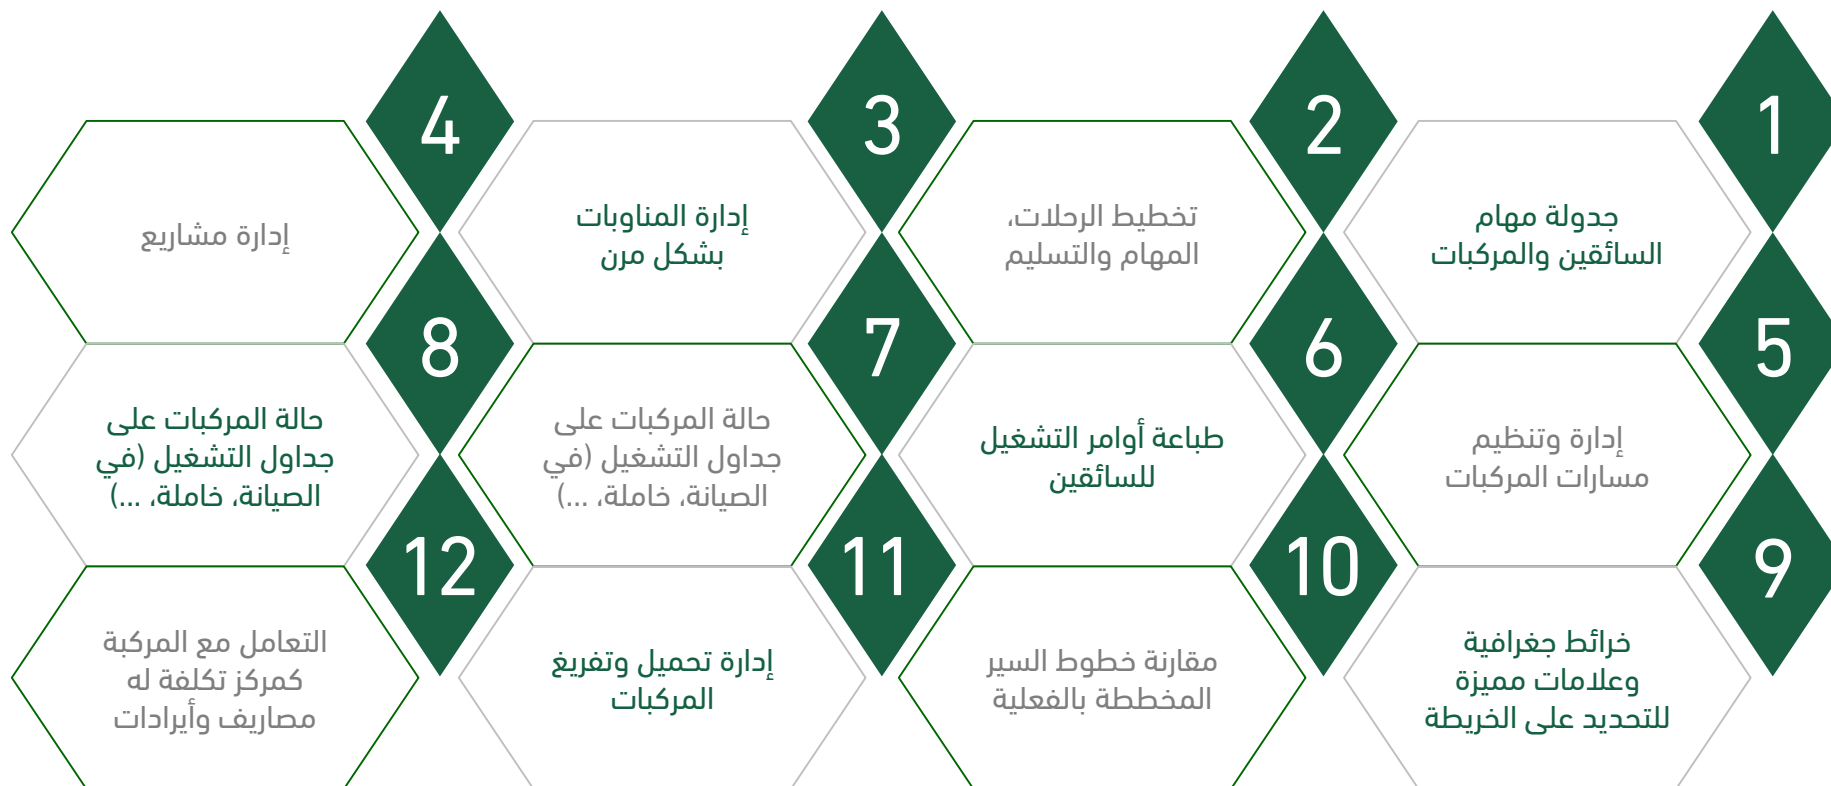 1
جدولة مهام
السائقين والمركبات
2
تخطيط الرحلات،
المهام والتسليم
3
إدارة المناوبات
بشكل مرن
4
إدارة مشاريع
5
إدارة وتنظيم
مسارات المركبات
6
طباعة أوامر التشغيل
للسائقين
7
حالة المركبات على
جداول التشغيل (في
الصيانة، خاملة، ...)
8
حالة المركبات على
جداول التشغيل (في
الصيانة، خاملة، ...)
9
خرائط جغرافية
وعلامات مميزة
للتحديد على الخريطة
10
مقارنة خطوط السير
المخططة بالفعلية
11
إدارة تحميل وتفريغ
المركبات
12
التعامل مع المركبة
كمركز تكلفة له
مصاريف وأيرادات